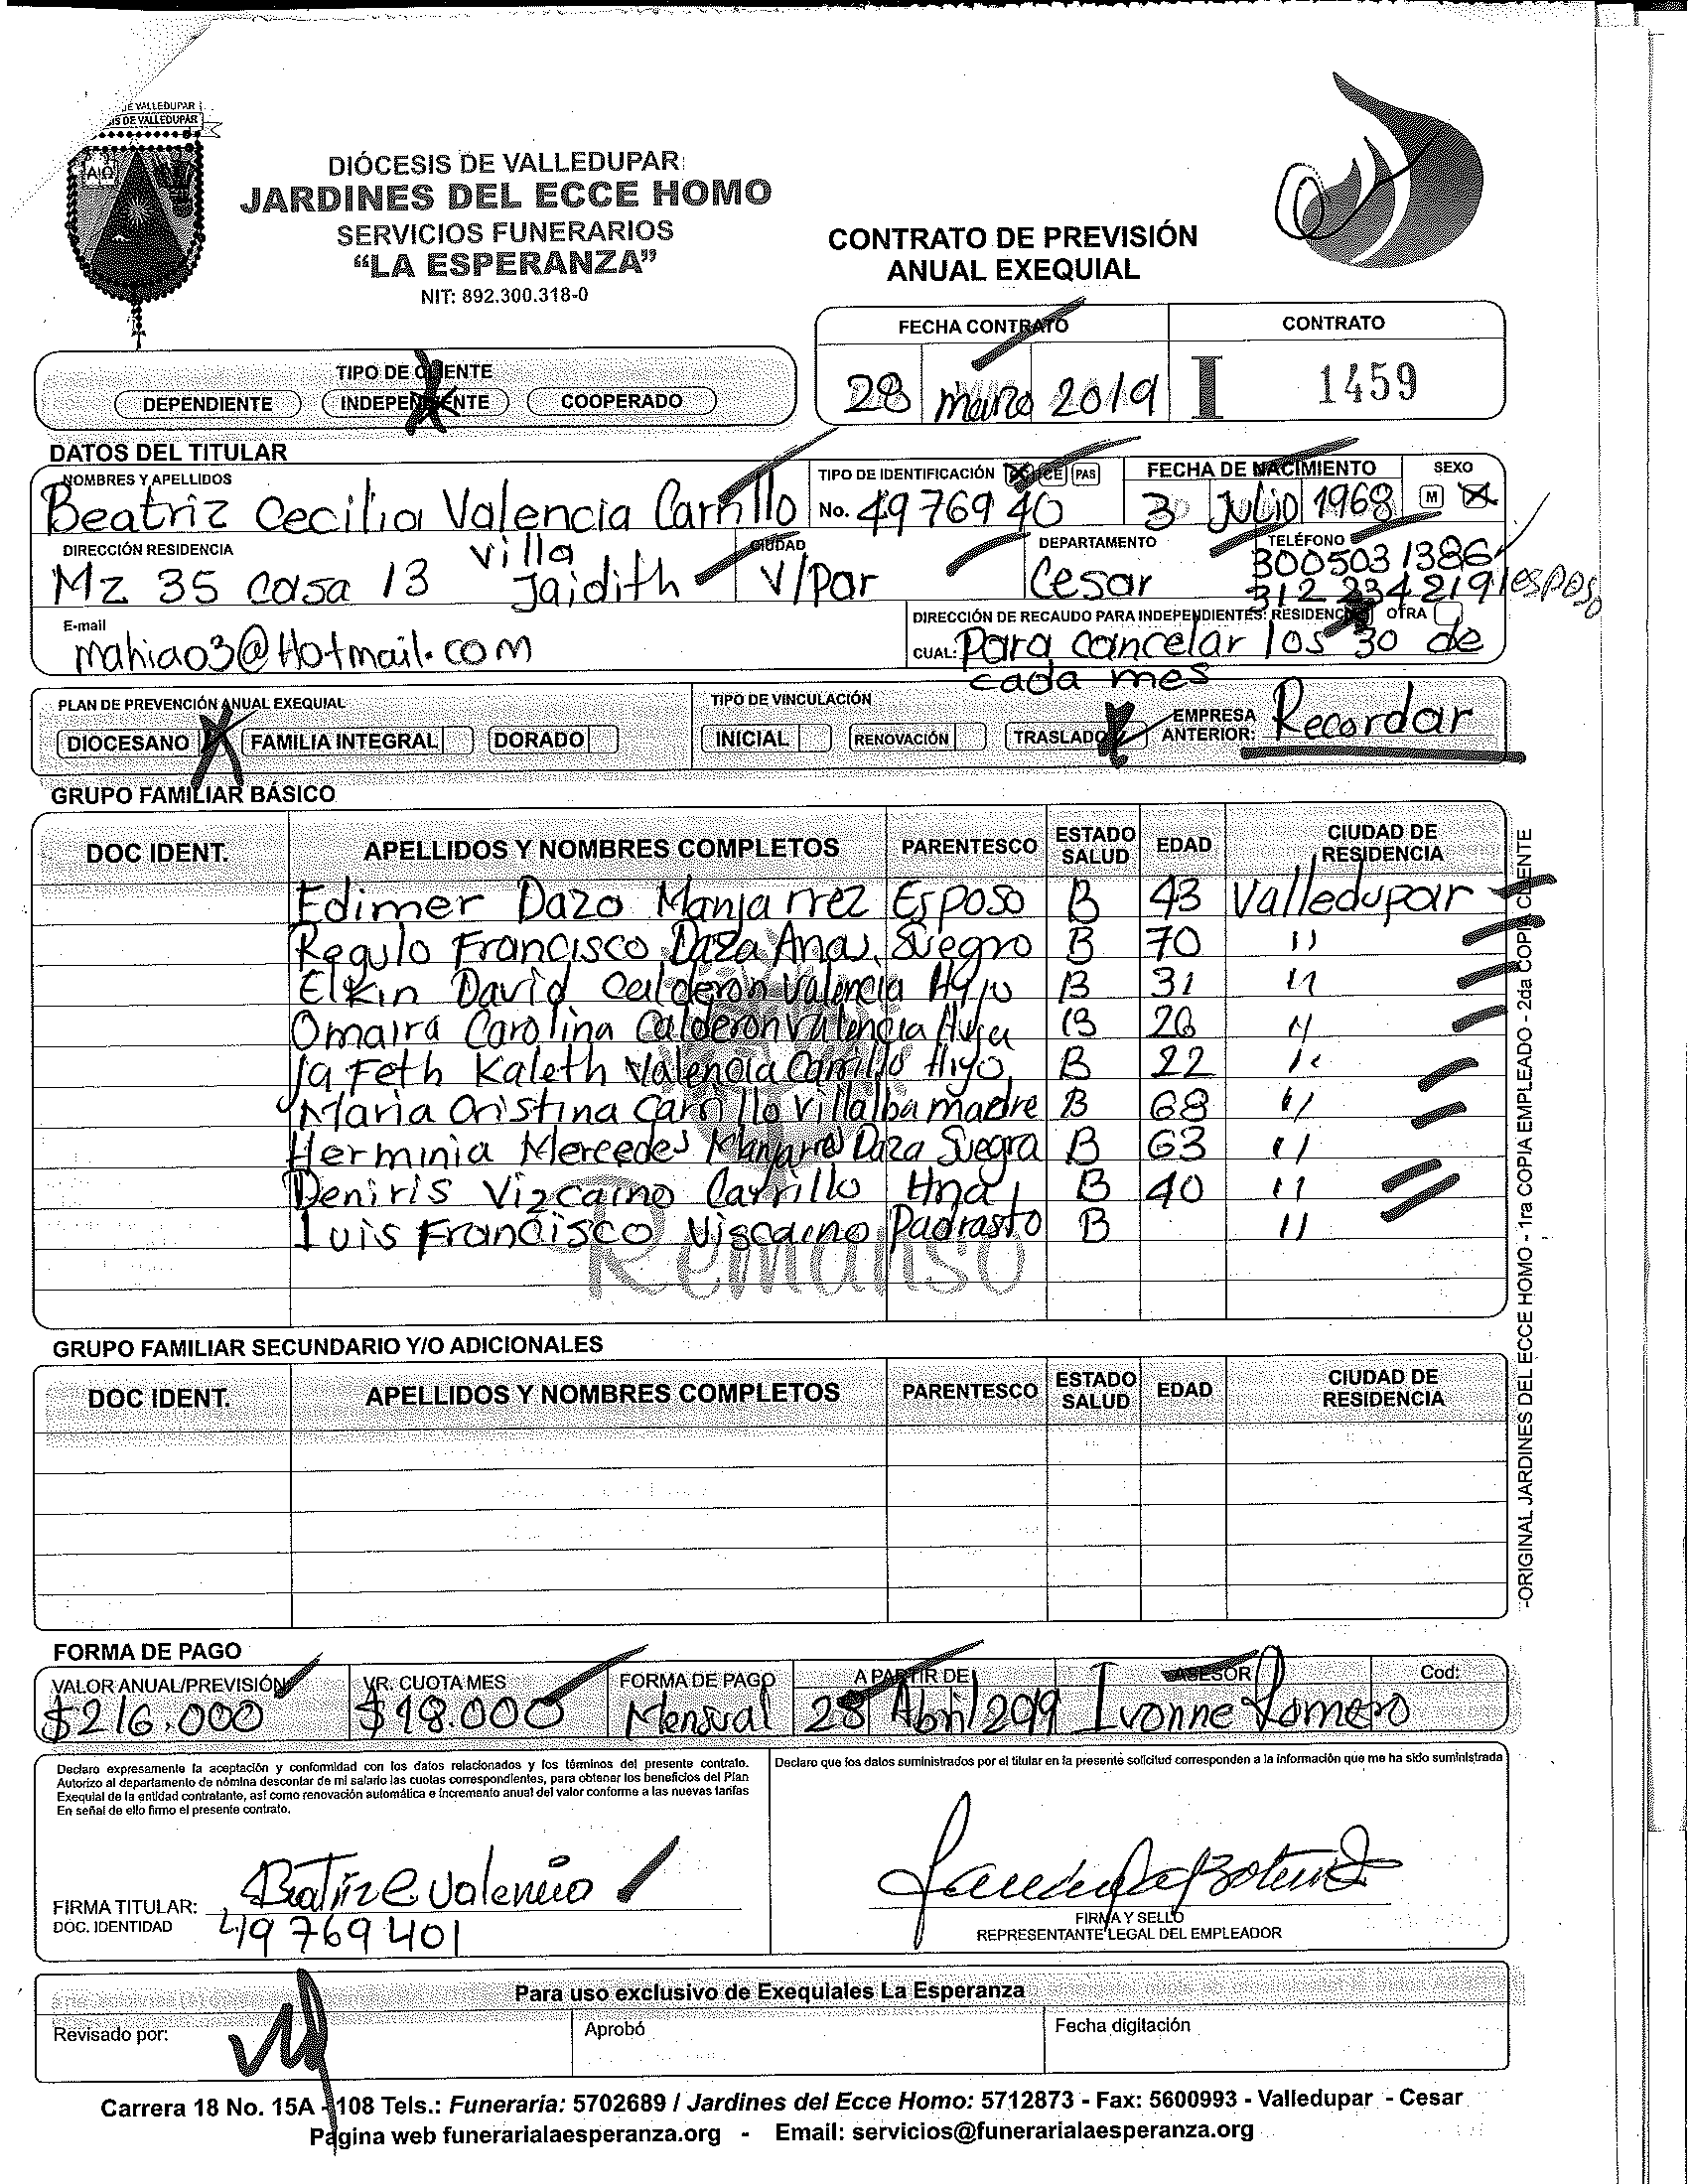 DE VALLEDUPAR
IS DE VALLEDUPAR
A Ω
DIÓCESIS DE VALLEDUPAR
JARDINES DEL ECCE HOMO
SERVICIOS FUNERARIOS
“LA ESPERANZA”
NIT: 892.300.318-0
CONTRATO DE PREVISIÓN
ANUAL EXEQUIAL
FECHA CONTRATO CONTRATO
28 marzo 2019 I 1459
TIPO DE CLIENTE
DEPENDIENTE INDEPENDIENTE X COOPERADO
DATOS DEL TITULAR
NOMBRES Y APELLIDOS TIPO DE IDENTIFICACIÓN CE PAS FECHA DE NACIMIENTO SEXO
Beatriz Cecilia Valencia Carrillo No. 49769 40 30 Julio 1968 M X
DIRECCIÓN RESIDENCIA CIUDAD DEPARTAMENTO TELÉFONO
Mz 35 casa 13 Villa Jaidith V/Par Cesar 3005031386
312 2342191 esposo
E-mail DIRECCIÓN DE RECAUDO PARA INDEPENDIENTES: RESIDENCIA X OTRA
mahiao3@Hotmail.com CUAL: Para cancelar los 30 de
cada mes
PLAN DE PREVENCIÓN ANUAL EXEQUIAL TIPO DE VINCULACIÓN
DIOCESANO X FAMILIA INTEGRAL DORADO INICIAL RENOVACIÓN TRASLADO X EMPRESA ANTERIOR: Recordar
GRUPO FAMILIAR BÁSICO
DOC IDENT. APELLIDOS Y NOMBRES COMPLETOS PARENTESCO ESTADO SALUD EDAD CIUDAD DE RESIDENCIA
Edimer Daza Manjarrez Esposo B 43 Valledupar
Regulo Francisco Daza Suegro B 70 "
Elkin David Calderon Valencia Hijo B 31 "
Omaira Carolina Calderon Valencia Hija B 26 "
Jafeth Kaleth Valencia Carrillo Hijo B 22 "
Maria Cristina Carrillo Villalba madre B 68 "
Herminia Mercedes Manjarres Daza Suegra B 63 "
Deniris Vizcaino Carrillo Hna B 40 "
Luis Francisco Viscaino Padrasto B "
Remanso
GRUPO FAMILIAR SECUNDARIO Y/O ADICIONALES
DOC IDENT. APELLIDOS Y NOMBRES COMPLETOS PARENTESCO ESTADO SALUD EDAD CIUDAD DE RESIDENCIA
-ORIGINAL JARDINES DEL ECCE HOMO - 1ra COPIA EMPLEADO - 2da COPIA CLIENTE
FORMA DE PAGO
VALOR ANUAL/PREVISIÓN VR. CUOTA MES FORMA DE PAGO A PARTIR DE ASESOR Cod:
$216.000 $18.000 Mensual 28 Abril 2019 Ivonne Romero
Declaro expresamente la aceptación y conformidad con los datos relacionados y los términos del presente contrato.
Autorizo al departamento de nómina descontar de mi salario las cuotas correspondientes, para obtener los beneficios del Plan
Exequial de la entidad contratante, así como renovación automática e incremento anual del valor conforme a las nuevas tarifas
En señal de ello firmo el presente contrato.
Declaro que los datos suministrados por el titular en la presente solicitud corresponden a la información que me ha sido suministrada
FIRMA TITULAR: Beatriz C Valencia
DOC. IDENTIDAD 49 769 401
FIRMA Y SELLO
REPRESENTANTE LEGAL DEL EMPLEADOR
Para uso exclusivo de Exequiales La Esperanza
Revisado por: Aprobó Fecha digitación
Carrera 18 No. 15A - 108 Tels.: Funeraria: 5702689 / Jardines del Ecce Homo: 5712873 - Fax: 5600993 - Valledupar - Cesar
Pagina web funerarialaesperanza.org - Email: servicios@funerarialaesperanza.org